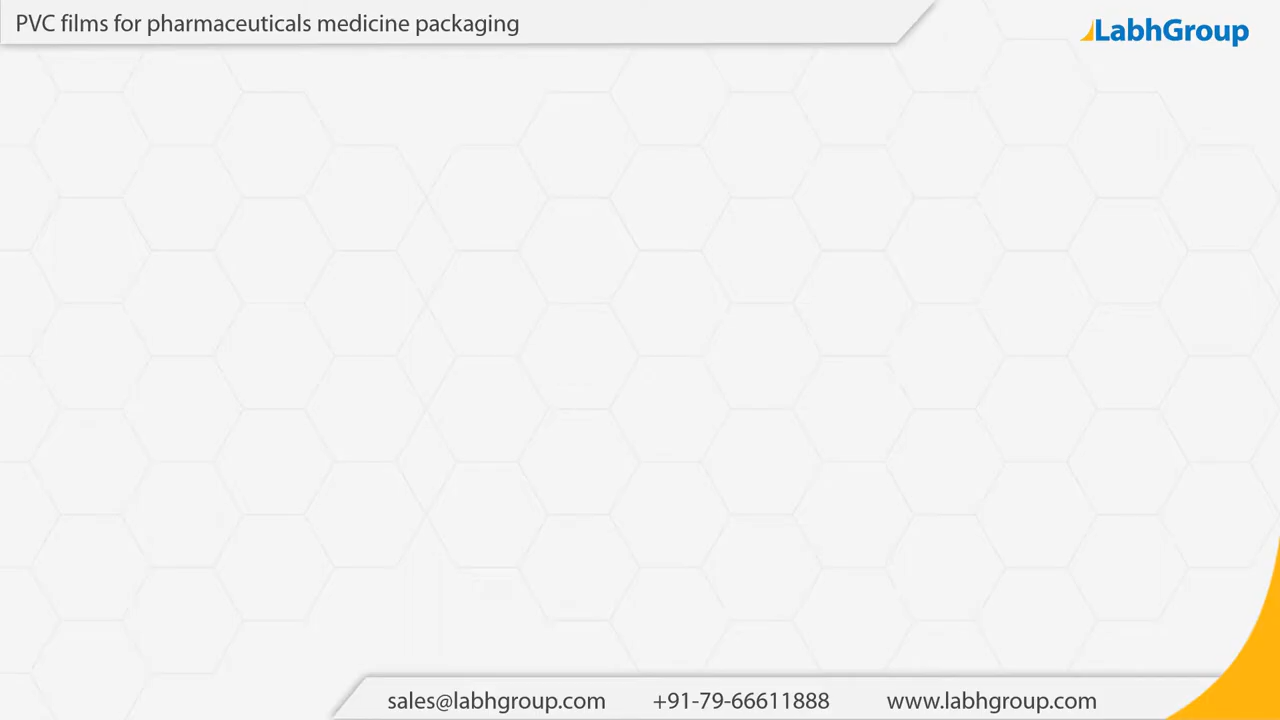 PVC films for pharmaceuticals medicine packaging
LabhGroup
sales@labhgroup.com +91-79-66611888 www.labhgroup.com